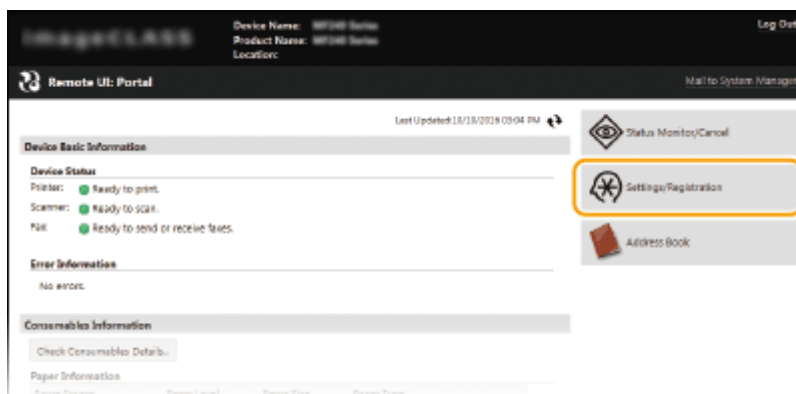 Device Name:
Product Name:
Location:
Log Out
Remote UI: Portal
Mail to System Manager
Last Updated:10/10/2019 03:04 PM
Device Basic Information
Device Status
Printer: Ready to print.
Scanner: Ready to scan.
Fax: Ready to send or receive faxes.
Error Information
No errors.
Consumables Information
Check Consumables Details...
Paper Information
Status Monitor/Cancel
Settings/Registration
Address Book